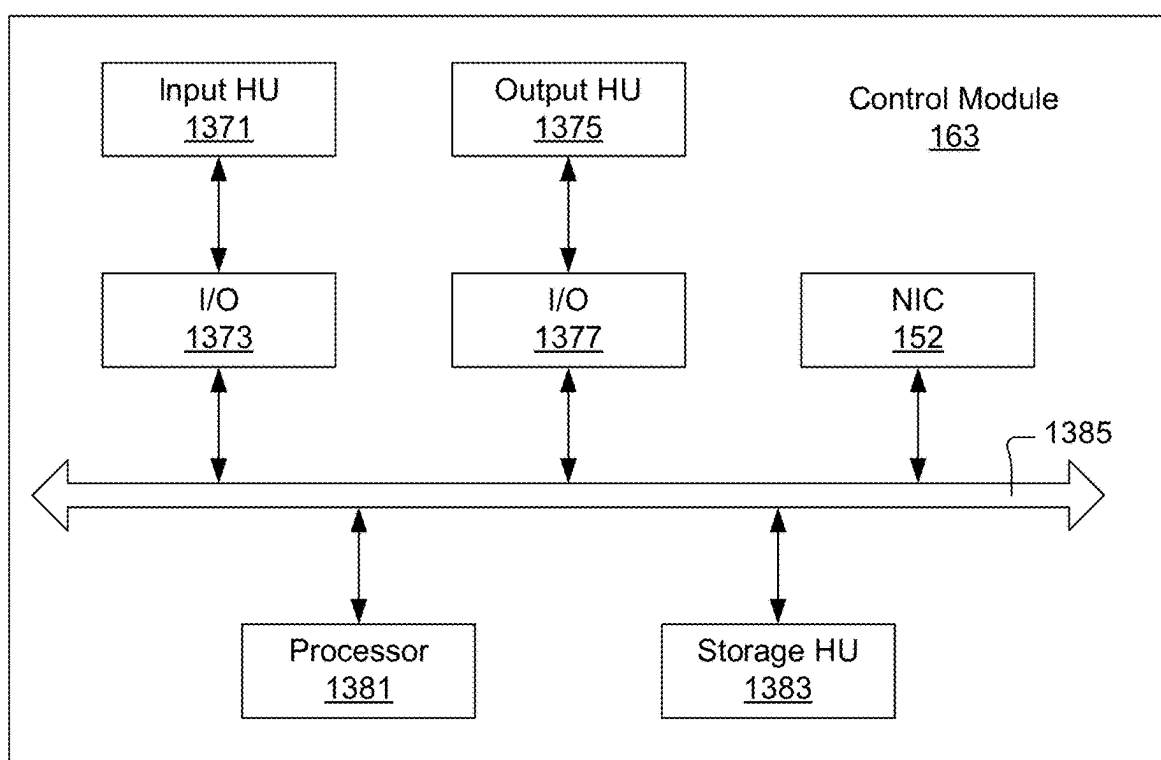 Input HU
1371
Output HU
1375
Control Module
163
I/O
1373
I/O
1377
NIC
152
1385
Processor
1381
Storage HU
1383